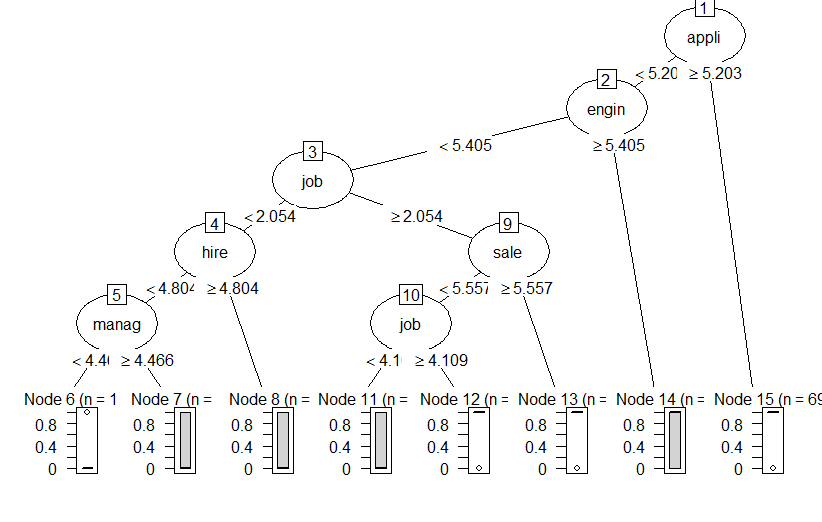 1
appli
< 5.20 ≥ 5.203
2
engin
< 5.405 ≥ 5.405
3
job
< 2.054 ≥ 2.054
4
hire
9
sale
< 4.804 ≥ 4.804
< 5.557 ≥ 5.557
5
manag
10
job
< 4.4 ≥ 4.466
< 4.1 ≥ 4.109
Node 6 (n = 1 Node 7 (n = Node 8 (n = Node 11 (n = Node 12 (n = Node 13 (n = Node 14 (n = Node 15 (n = 69
0.8 0.8 0.8 0.8 0.8 0.8 0.8 0.8
0.4 0.4 0.4 0.4 0.4 0.4 0.4 0.4
0 0 0 0 0 0 0 0